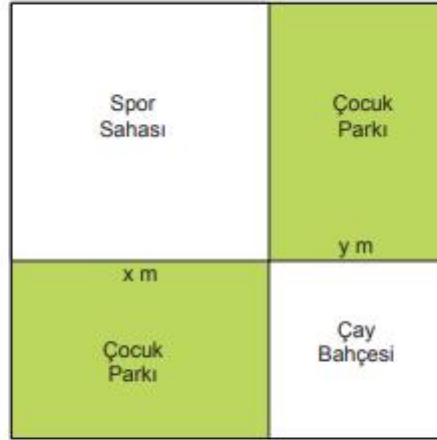 Spor
Sahası
Çocuk
Parkı
y m
x m
Çocuk
Parkı
Çay
Bahçesi